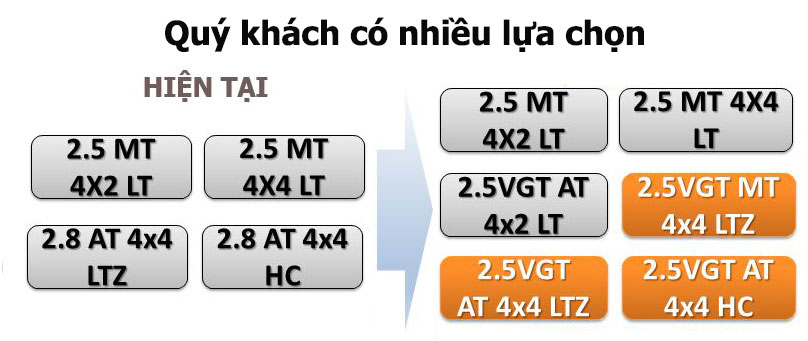 Quý khách có nhiều lựa chọn
HIỆN TẠI
2.5 MT
4X2 LT
2.5 MT
4X4 LT
2.8 AT 4x4
LTZ
2.8 AT 4x4
HC
2.5 MT
4X2 LT
2.5 MT 4X4
LT
2.5VGT AT
4x2 LT
2.5VGT MT
4x4 LTZ
2.5VGT
AT 4x4 LTZ
2.5VGT AT
4x4 HC